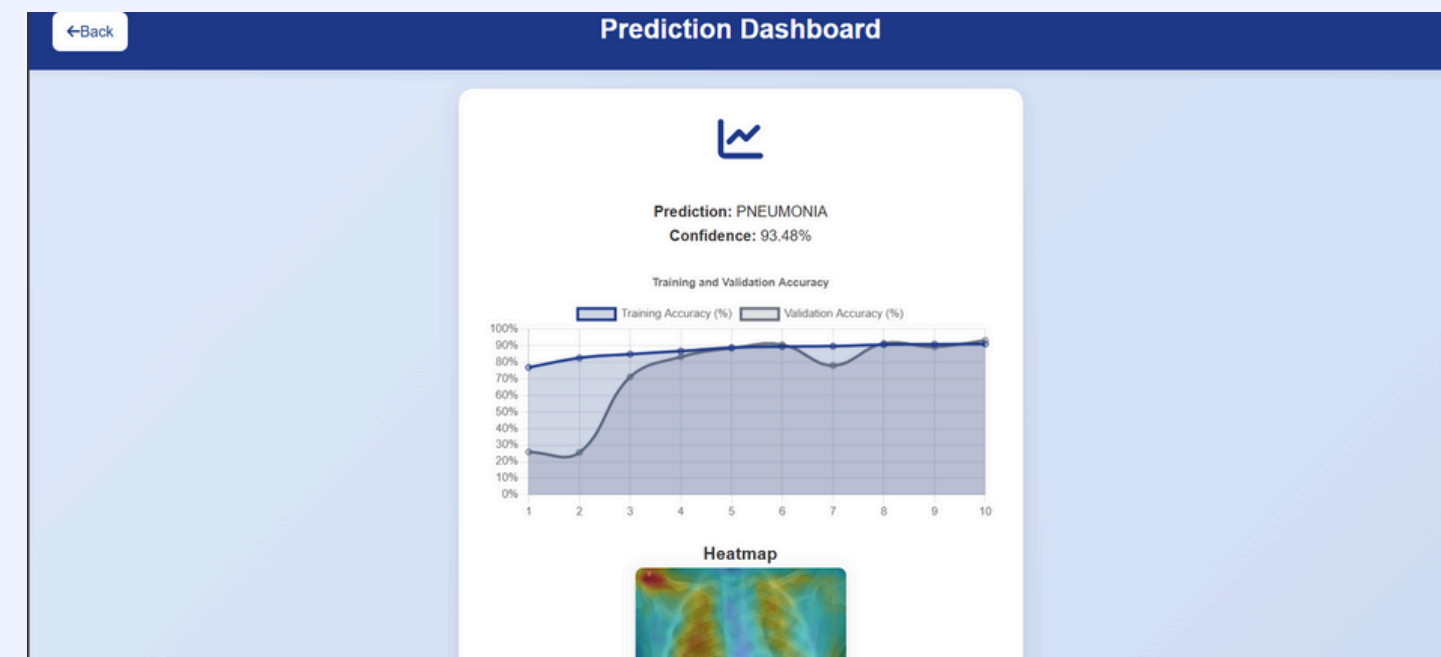 ←Back
Prediction Dashboard
Prediction: PNEUMONIA
Confidence: 93.48%
Training and Validation Accuracy
Training Accuracy (%) Validation Accuracy (%)
100%
90%
80%
70%
60%
50%
40%
30%
20%
10%
0%
1 2 3 4 5 6 7 8 9 10
Heatmap